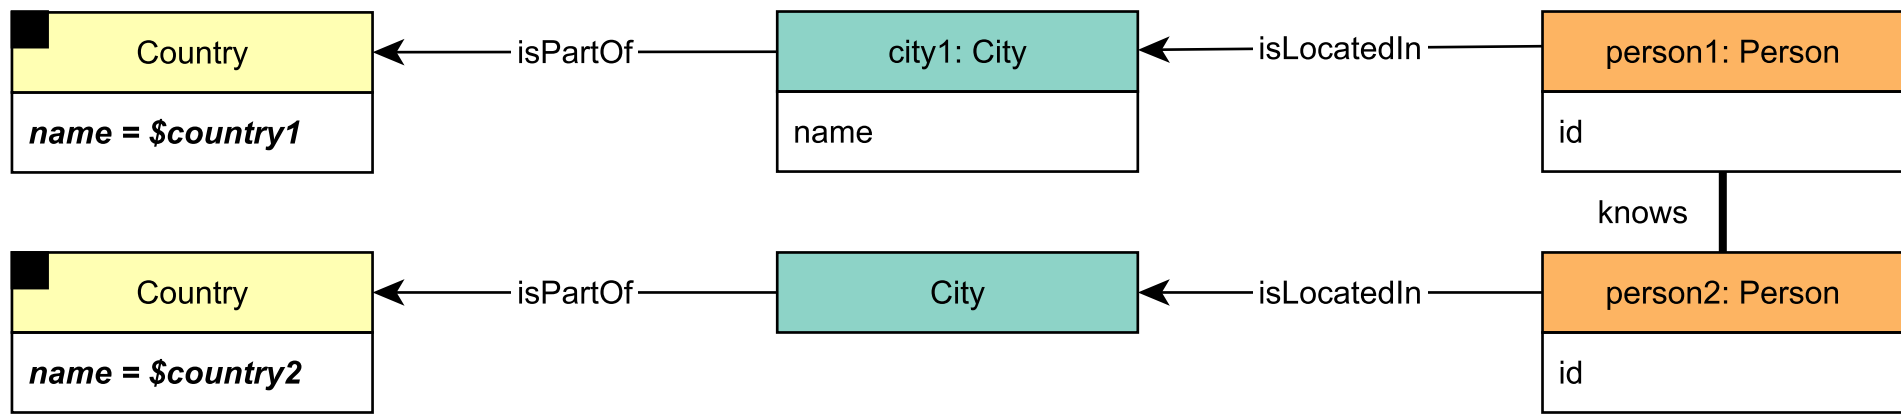 Country
isPartOf
city1: City
isLocatedIn
person1: Person
name = $country1
name
id
knows
Country
isPartOf
City
isLocatedIn
person2: Person
name = $country2
id